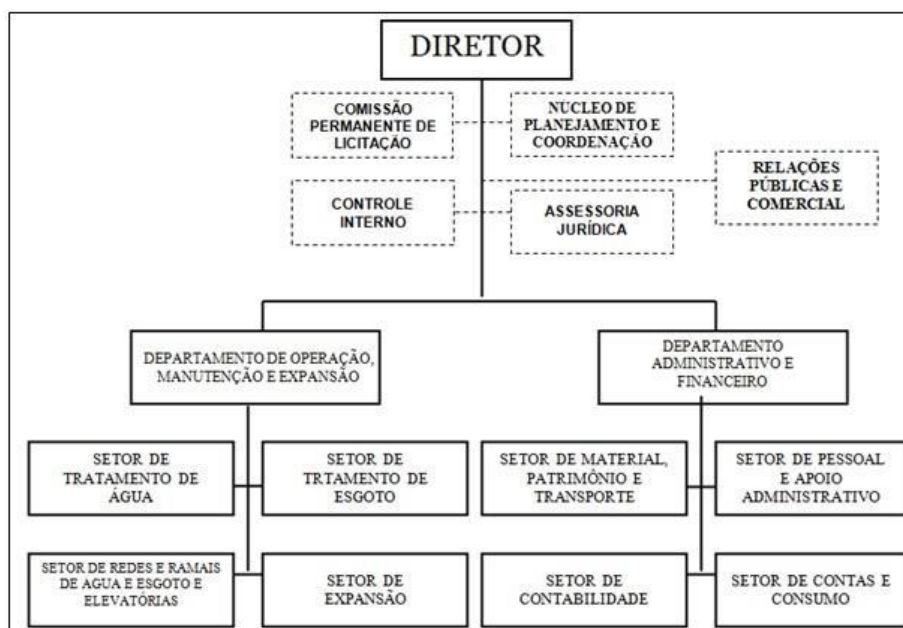 DIRETOR
COMISSÃO
PERMANENTE DE
LICITAÇÃO
NÚCLEO DE
PLANEJAMENTO E
COORDENAÇÃO
RELAÇÕES
PÚBLICAS E
COMERCIAL
CONTROLE
INTERNO
ASSESSORIA
JURÍDICA
DEPARTAMENTO DE OPERAÇÃO,
MANUTENÇÃO E EXPANSÃO
DEPARTAMENTO
ADMINISTRATIVO E
FINANCEIRO
SETOR DE
TRATAMENTO DE
ÁGUA
SETOR DE
TRTAMENTO DE
ESGOTO
SETOR DE MATERIAL,
PATRIMÔNIO E
TRANSPORTE
SETOR DE PESSOAL
E APOIO
ADMINISTRATIVO
SETOR DE REDES E RAMAIS
DE AGUA E ESGOTO E
ELEVATÓRIAS
SETOR DE
EXPANSÃO
SETOR DE
CONTABILIDADE
SETOR DE CONTAS E
CONSUMO